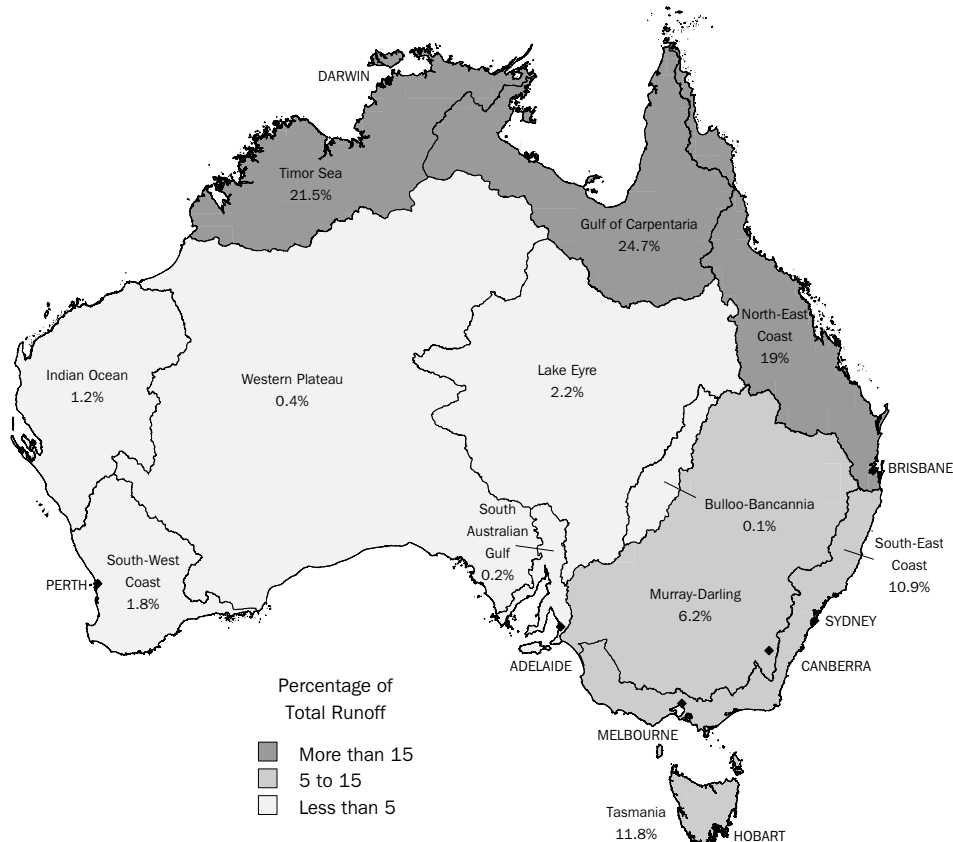 DARWIN
Timor Sea
21.5%
Gulf of Carpentaria
24.7%
North-East
Coast
19%
Indian Ocean
1.2%
Western Plateau
0.4%
Lake Eyre
2.2%
BRISBANE
Bulloo-Bancannia
0.1%
South
Australian
Gulf
0.2%
South-East
Coast
10.9%
South-West
Coast
1.8%
PERTH
Murray-Darling
6.2%
SYDNEY
ADELAIDE
CANBERRA
MELBOURNE
Percentage of
Total Runoff
More than 15
5 to 15
Less than 5
Tasmania
11.8%
HOBART